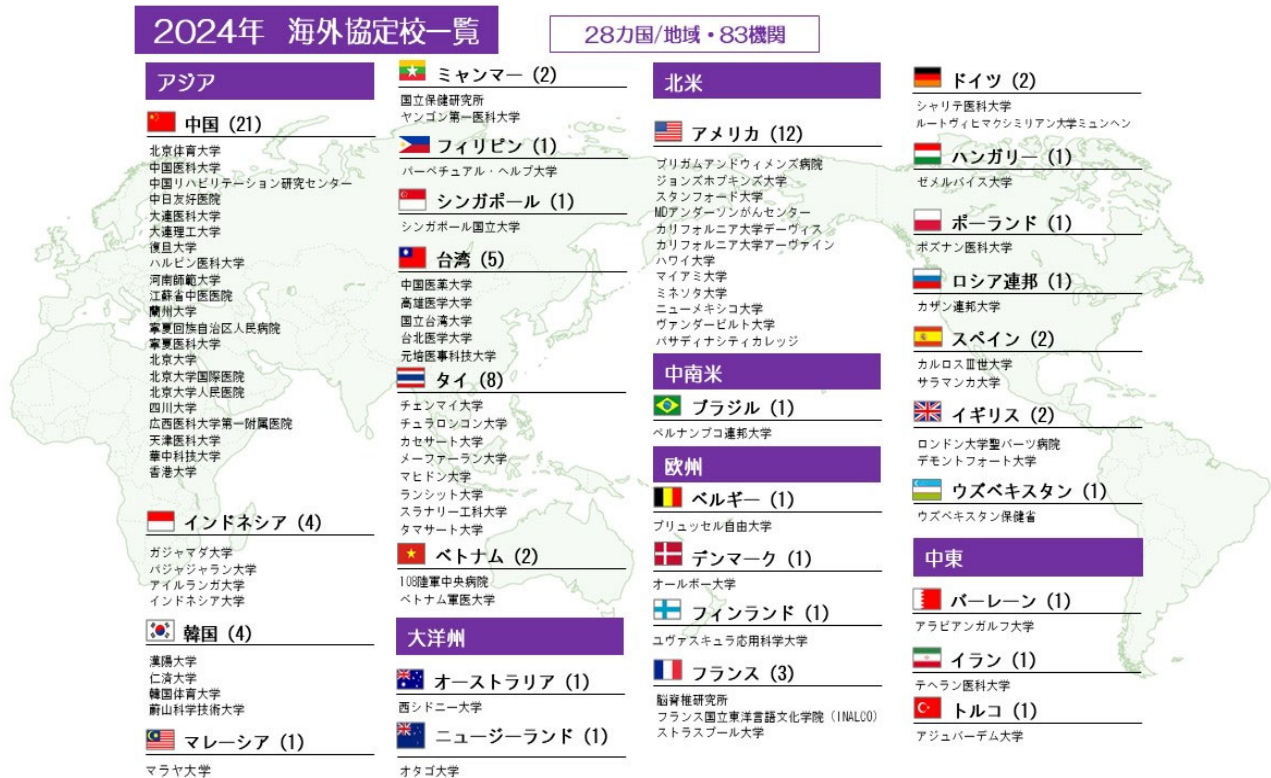 2024年 海外協定校一覧
28カ国/地域・83機関
アジア
中国 (21)
北京体育大学
中国医科大学
中国リハビリテーション研究センター
中日友好医院
大連医科大学
大連理工大学
復旦大学
ハルビン医科大学
河南師範大学
江蘇省中医医院
蘭州大学
寧夏回族自治区人民病院
寧夏医科大学
北京大学
北京大学国際医院
北京大学人民医院
四川大学
広西医科大学第一附属医院
天津医科大学
華中科技大学
香港大学
インドネシア (4)
ガジャマダ大学
パジャジャラン大学
アイルランガ大学
インドネシア大学
韓国 (4)
漢陽大学
仁済大学
韓国体育大学
蔚山科学技術大学
マレーシア (1)
マラヤ大学
ミャンマー (2)
国立保健研究所
ヤンゴン第一医科大学
フィリピン (1)
パーペチュアル・ヘルプ大学
シンガポール (1)
シンガポール国立大学
台湾 (5)
中国医薬大学
高雄医学大学
国立台湾大学
台北医学大学
元培医事科技大学
タイ (8)
チェンマイ大学
チュラロンコン大学
カセサート大学
メーファーラン大学
マヒドン大学
ランシット大学
スラナリー工科大学
タマサート大学
ベトナム (2)
108陸軍中央病院
ベトナム軍医大学
大洋州
オーストラリア (1)
西シドニー大学
ニュージーランド (1)
オタゴ大学
北米
アメリカ (12)
ブリガムアンドウィメンズ病院
ジョンズホプキンズ大学
スタンフォード大学
MDアンダーソンがんセンター
カリフォルニア大学デーヴィス
カリフォルニア大学アーヴァイン
ハワイ大学
マイアミ大学
ミネソタ大学
ニューメキシコ大学
ヴァンダービルト大学
パサディナシティカレッジ
中南米
ブラジル (1)
ペルナンブコ連邦大学
欧州
ベルギー (1)
ブリュッセル自由大学
デンマーク (1)
オールボー大学
フィンランド (1)
ユヴァスキュラ応用科学大学
フランス (3)
脳脊椎研究所
フランス国立東洋言語文化学院 (INALCO)
ストラスブール大学
ドイツ (2)
シャリテ医科大学
ルートヴィヒマクシミリアン大学ミュンヘン
ハンガリー (1)
ゼメルバイス大学
ポーランド (1)
ポズナン医科大学
ロシア連邦 (1)
カザン連邦大学
スペイン (2)
カルロスⅢ世大学
サラマンカ大学
イギリス (2)
ロンドン大学聖バーツ病院
デモントフォート大学
ウズベキスタン (1)
ウズベキスタン保健省
中東
バーレーン (1)
アラビアンガルフ大学
イラン (1)
テヘラン医科大学
トルコ (1)
アジュバーデム大学